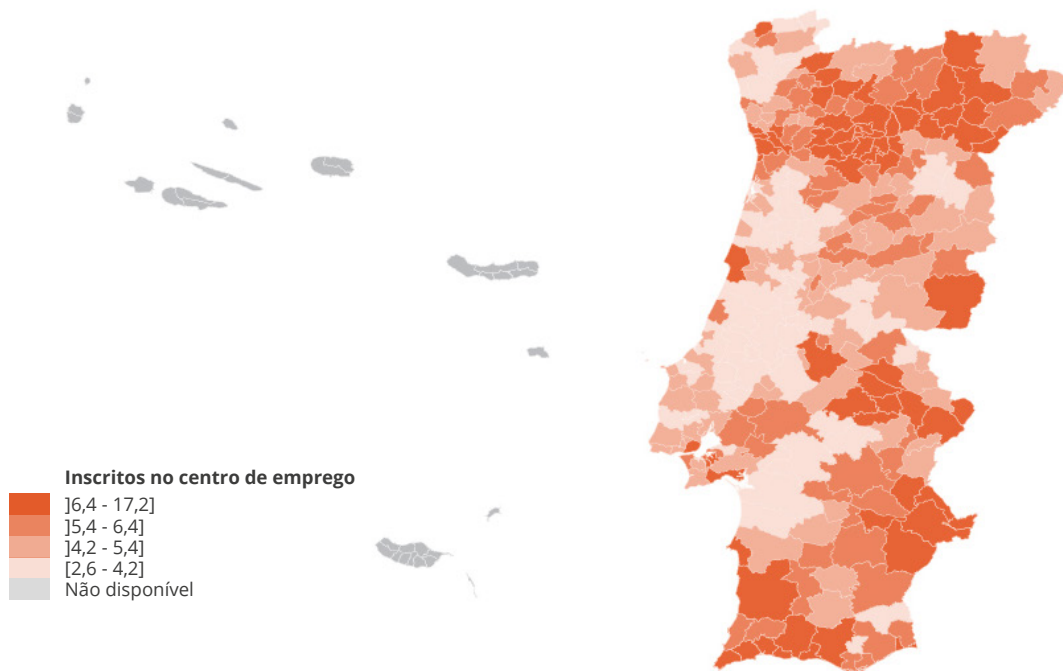 Inscritos no centro de emprego
]6,4 - 17,2]
]5,4 - 6,4]
]4,2 - 5,4]
[2,6 - 4,2]
Não disponível